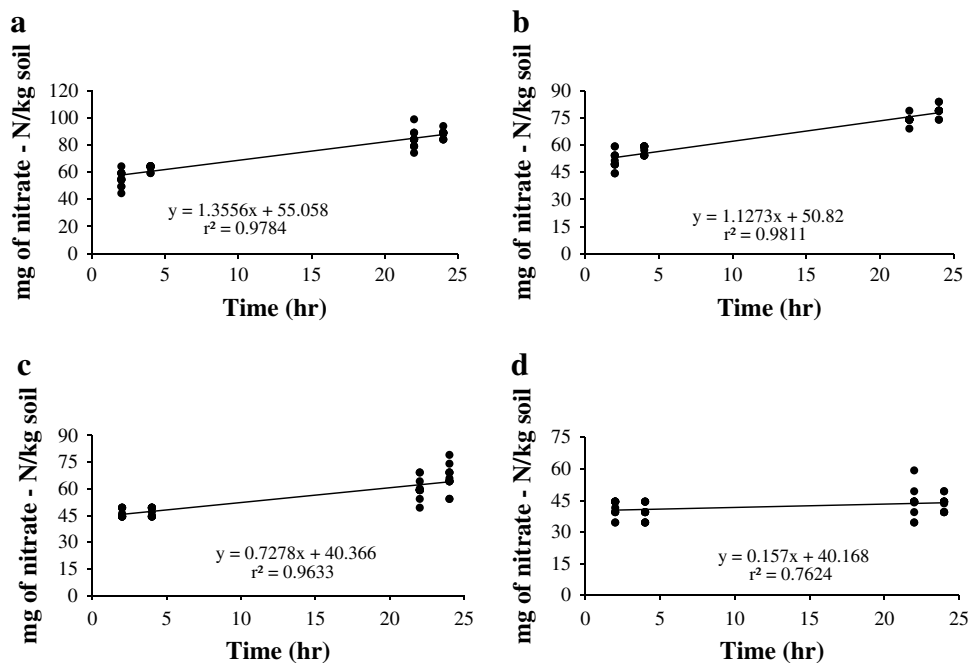 a
mg of nitrate - N/kg soil
120
100
80
60
40
20
0
y = 1.3556x + 55.058
r² = 0.9784
0 5 10 15 20 25
Time (hr)
b
mg of nitrate - N/kg soil
90
75
60
45
30
15
0
y = 1.1273x + 50.82
r² = 0.9811
0 5 10 15 20 25
Time (hr)
c
mg of nitrate - N/kg soil
90
75
60
45
30
15
0
y = 0.7278x + 40.366
r² = 0.9633
0 5 10 15 20 25
Time (hr)
d
mg of nitrate - N/kg soil
75
60
45
30
15
0
y = 0.157x + 40.168
r² = 0.7624
0 5 10 15 20 25
Time (hr)